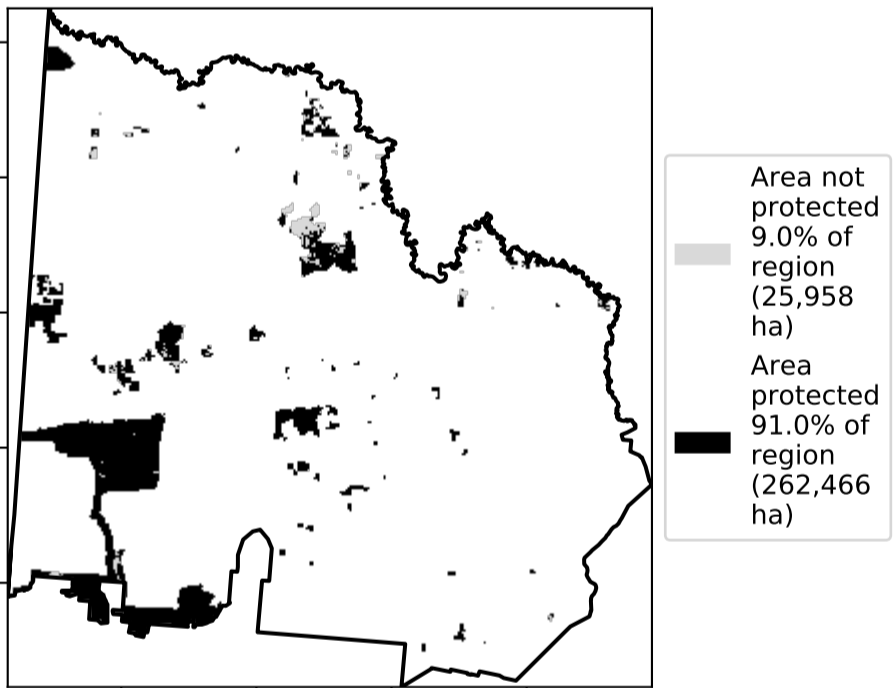 Area not
protected
9.0% of
region
(25,958
ha)
Area
protected
91.0% of
region
(262,466
ha)